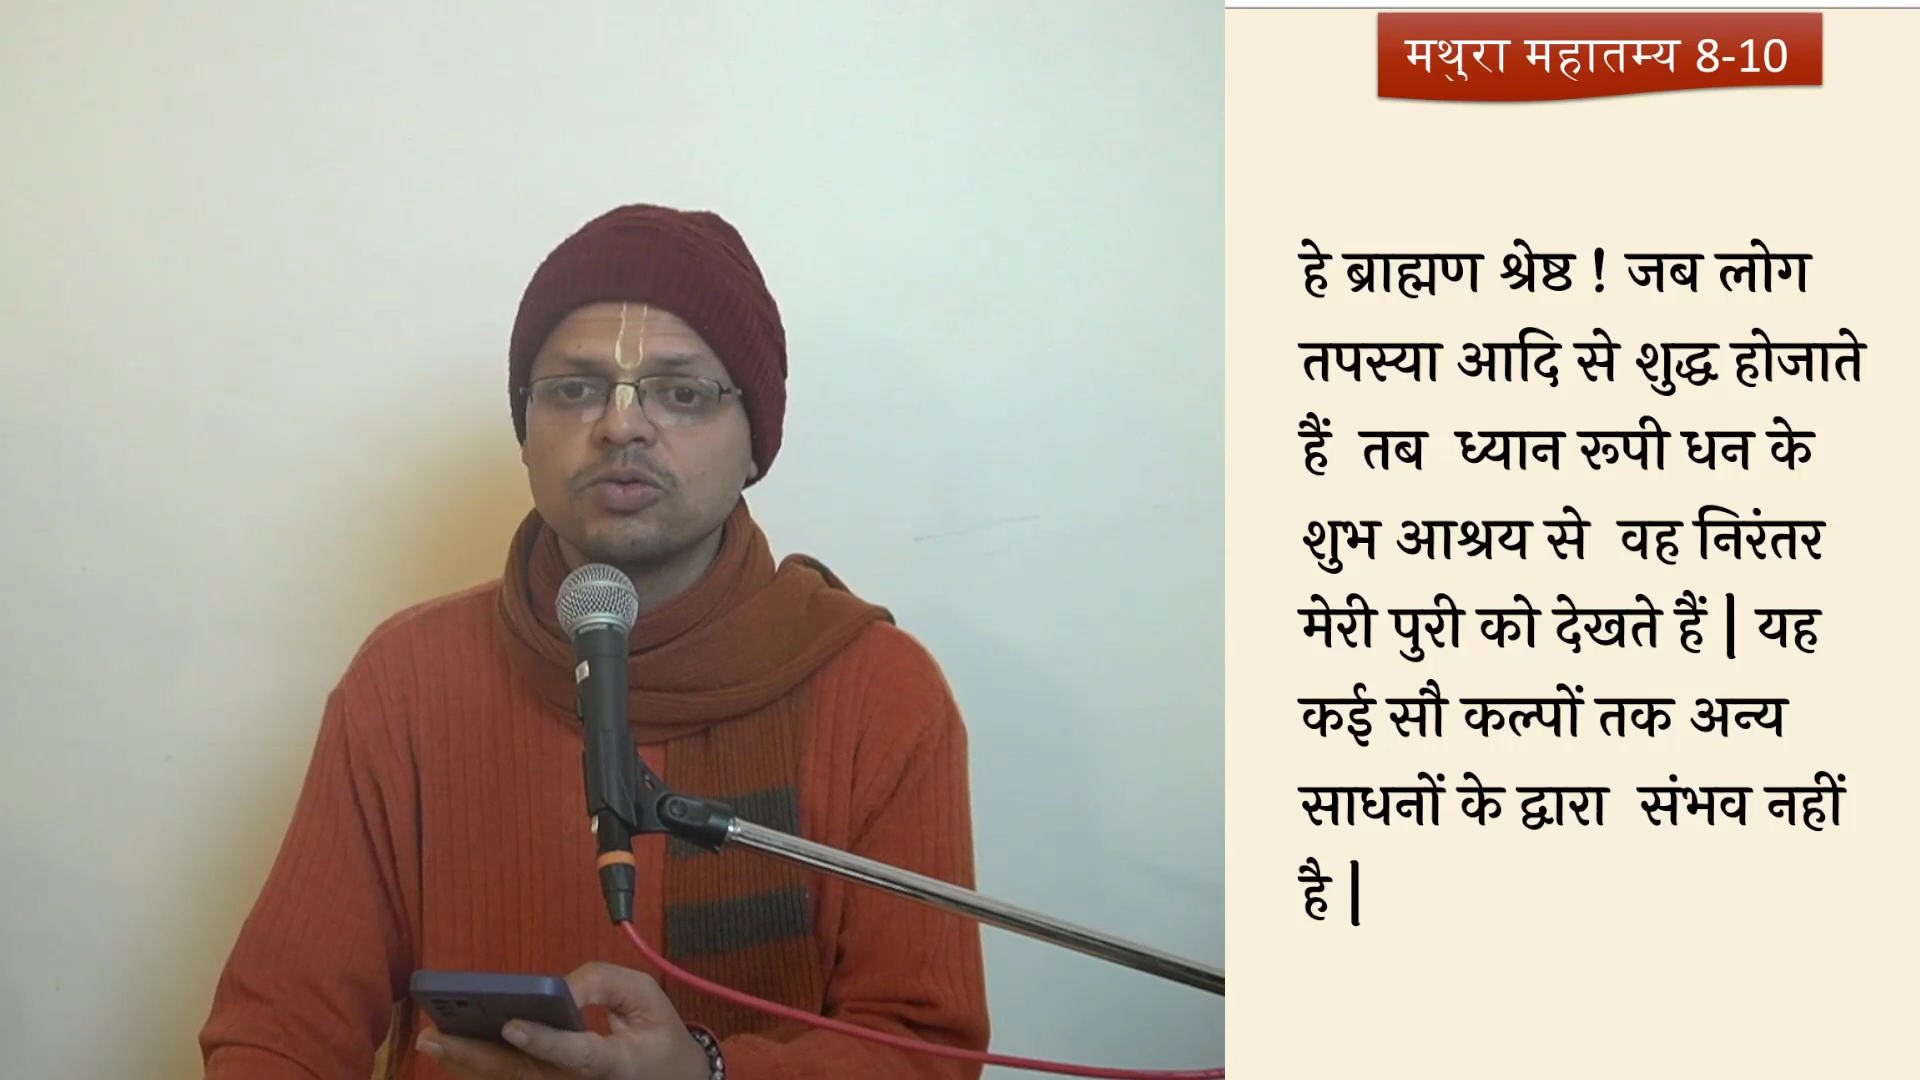 मथुरा महातम्य 8-10
हे ब्राह्मण श्रेष्ठ ! जब लोग
तपस्या आदि से शुद्ध होजाते
हैं तब ध्यान रूपी धन के
शुभ आश्रय से वह निरंतर
मेरी पुरी को देखते हैं | यह
कई सौ कल्पों तक अन्य
साधनों के द्वारा संभव नहीं
है |